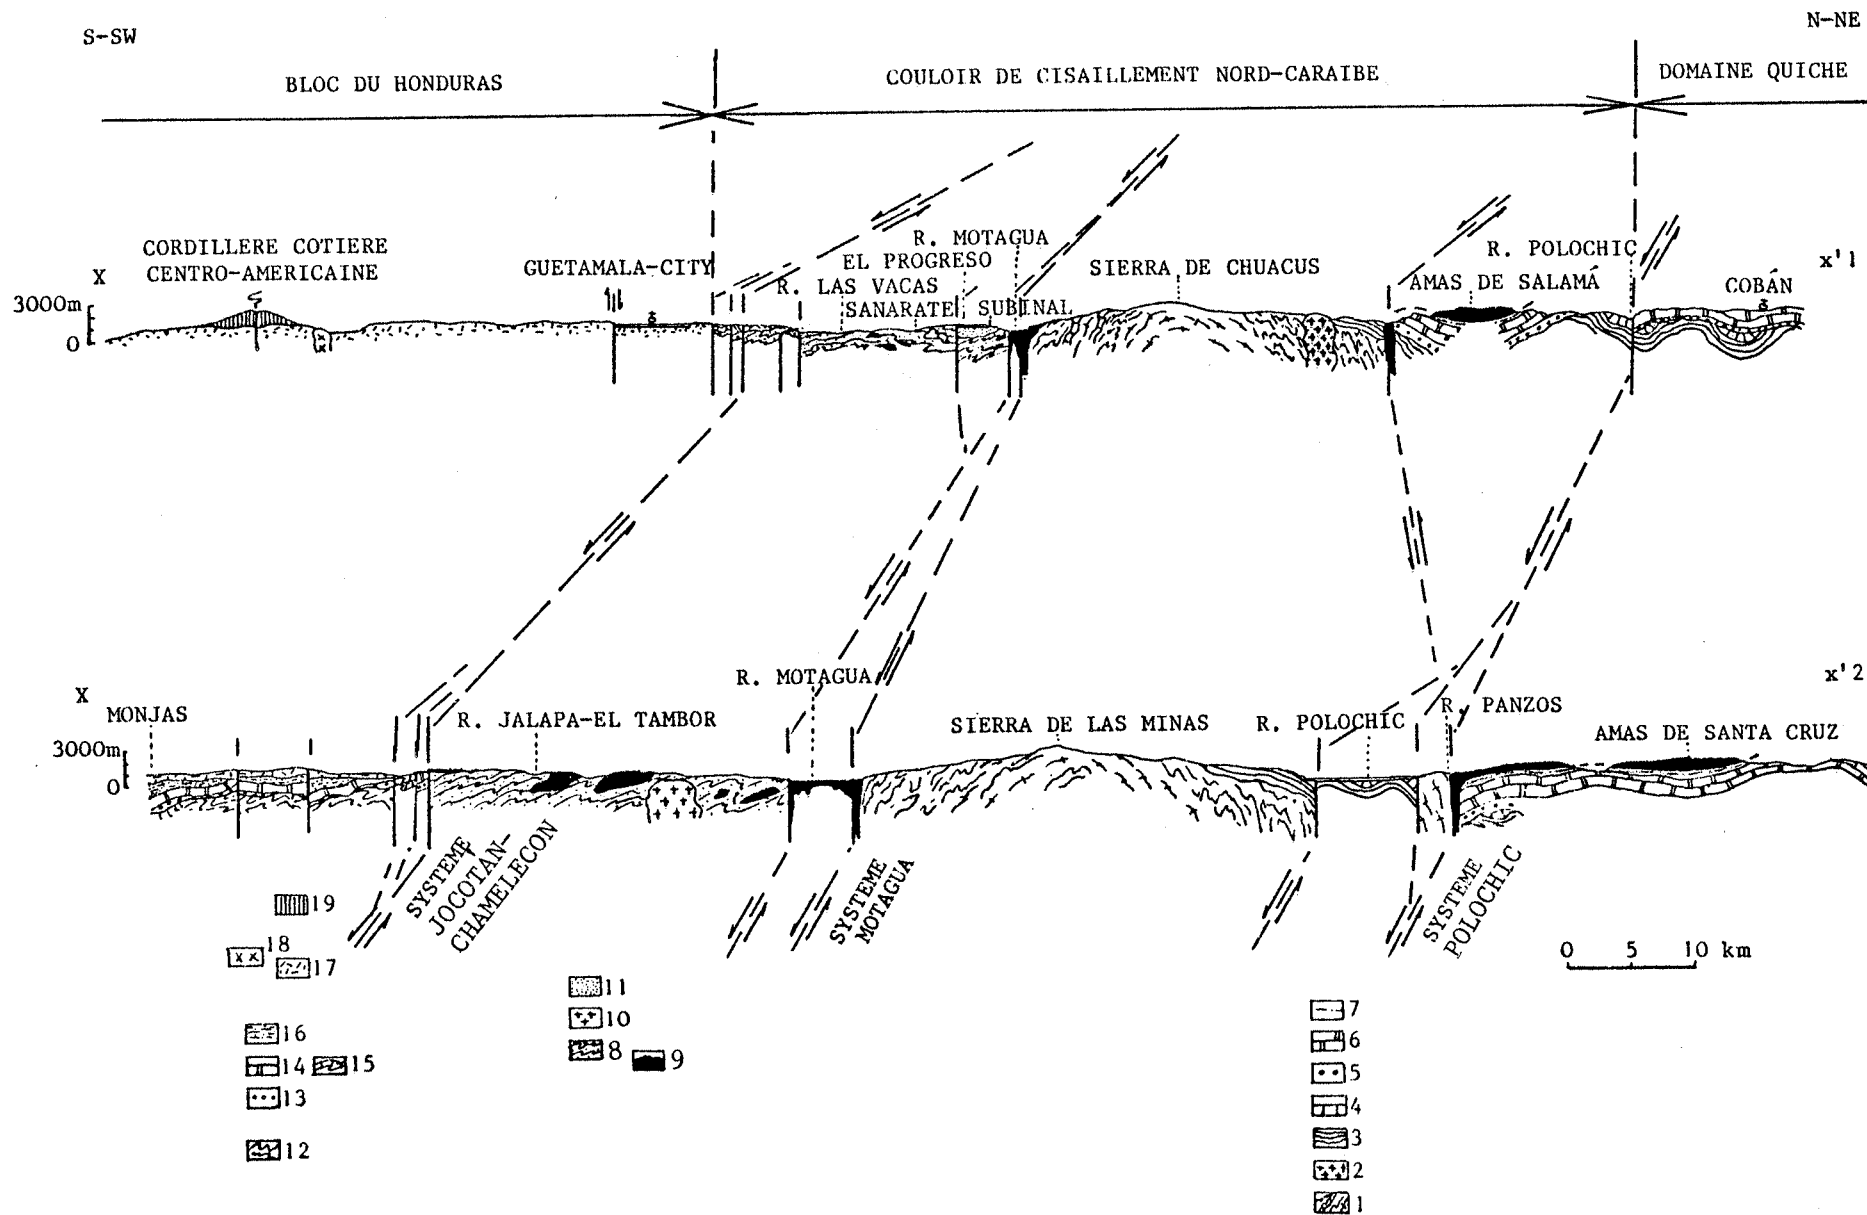 S-SW
N-NE
BLOC DU HONDURAS
COULOIR DE CISAILLEMENT NORD-CARAIBE
DOMAINE QUICHE
CORDILLERE COTIERE
CENTRO-AMERICAINE
GUETAMALA-CITY
R. MOTAGUA
EL PROGRESO
R. LAS VACAS
SANARATE
SUBINAL
SIERRA DE CHUACUS
R. POLOCHIC
AMAS DE SALAMÁ
COBÁN
X
x'1
3000m
0
X
x'2
MONJAS
R. JALAPA-EL TAMBOR
R. MOTAGUA
SIERRA DE LAS MINAS
R. POLOCHIC
R. PANZOS
AMAS DE SANTA CRUZ
3000m
0
SYSTEME
JOCOTAN-
CHAMELECON
SYSTEME
MOTAGUA
SYSTEME
POLOCHIC
0 5 10 km
19
18
17
16
14 15
13
12
11
10
8 9
7
6
5
4
3
2
1